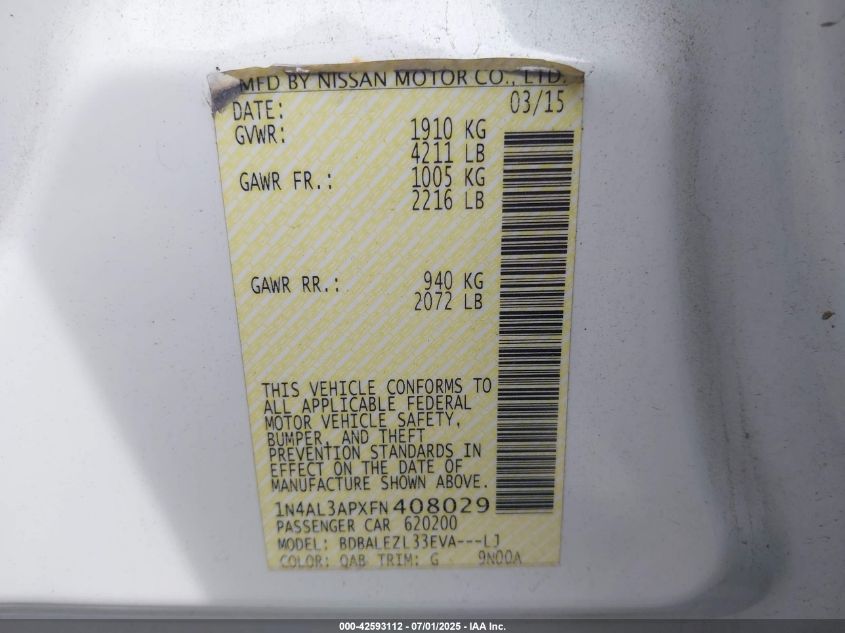 MFD BY NISSAN MOTOR CO., LTD.
DATE: 03/15
GVWR: 1910 KG
4211 LB
GAWR FR.: 1005 KG
2216 LB
GAWR RR.: 940 KG
2072 LB
THIS VEHICLE CONFORMS TO
ALL APPLICABLE FEDERAL
MOTOR VEHICLE SAFETY,
BUMPER, AND THEFT
PREVENTION STANDARDS IN
EFFECT ON THE DATE OF
MANUFACTURE SHOWN ABOVE.
1N4AL3APXFN408029
PASSENGER CAR 620200
MODEL: BDBALEZL33EVA---LJ
COLOR: QAB TRIM: G 9N00A
000-42593112 - 07/01/2025 - IAA Inc.